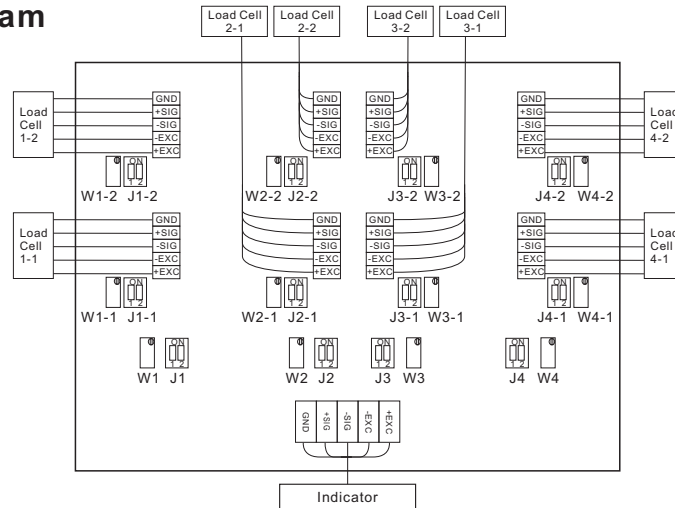 am
Load Cell
2-1
Load Cell
2-2
Load Cell
3-2
Load Cell
3-1
Load
Cell
1-2
GND
+SIG
-SIG
-EXC
+EXC
GND
+SIG
-SIG
-EXC
+EXC
GND
+SIG
-SIG
-EXC
+EXC
GND
+SIG
-SIG
-EXC
+EXC
Load
Cell
4-2
ON
1 2
ON
1 2
ON
1 2
ON
1 2
W1-2 J1-2
W2-2 J2-2
J3-2 W3-2
J4-2 W4-2
Load
Cell
1-1
GND
+SIG
-SIG
-EXC
+EXC
GND
+SIG
-SIG
-EXC
+EXC
GND
+SIG
-SIG
-EXC
+EXC
GND
+SIG
-SIG
-EXC
+EXC
Load
Cell
4-1
ON
1 2
ON
1 2
ON
1 2
ON
1 2
W1-1 J1-1
W2-1 J2-1
J3-1 W3-1
J4-1 W4-1
ON
1 2
ON
1 2
ON
1 2
ON
1 2
W1 J1
W2 J2
J3 W3
J4 W4
GND
+SIG
-SIG
-EXC
+EXC
Indicator